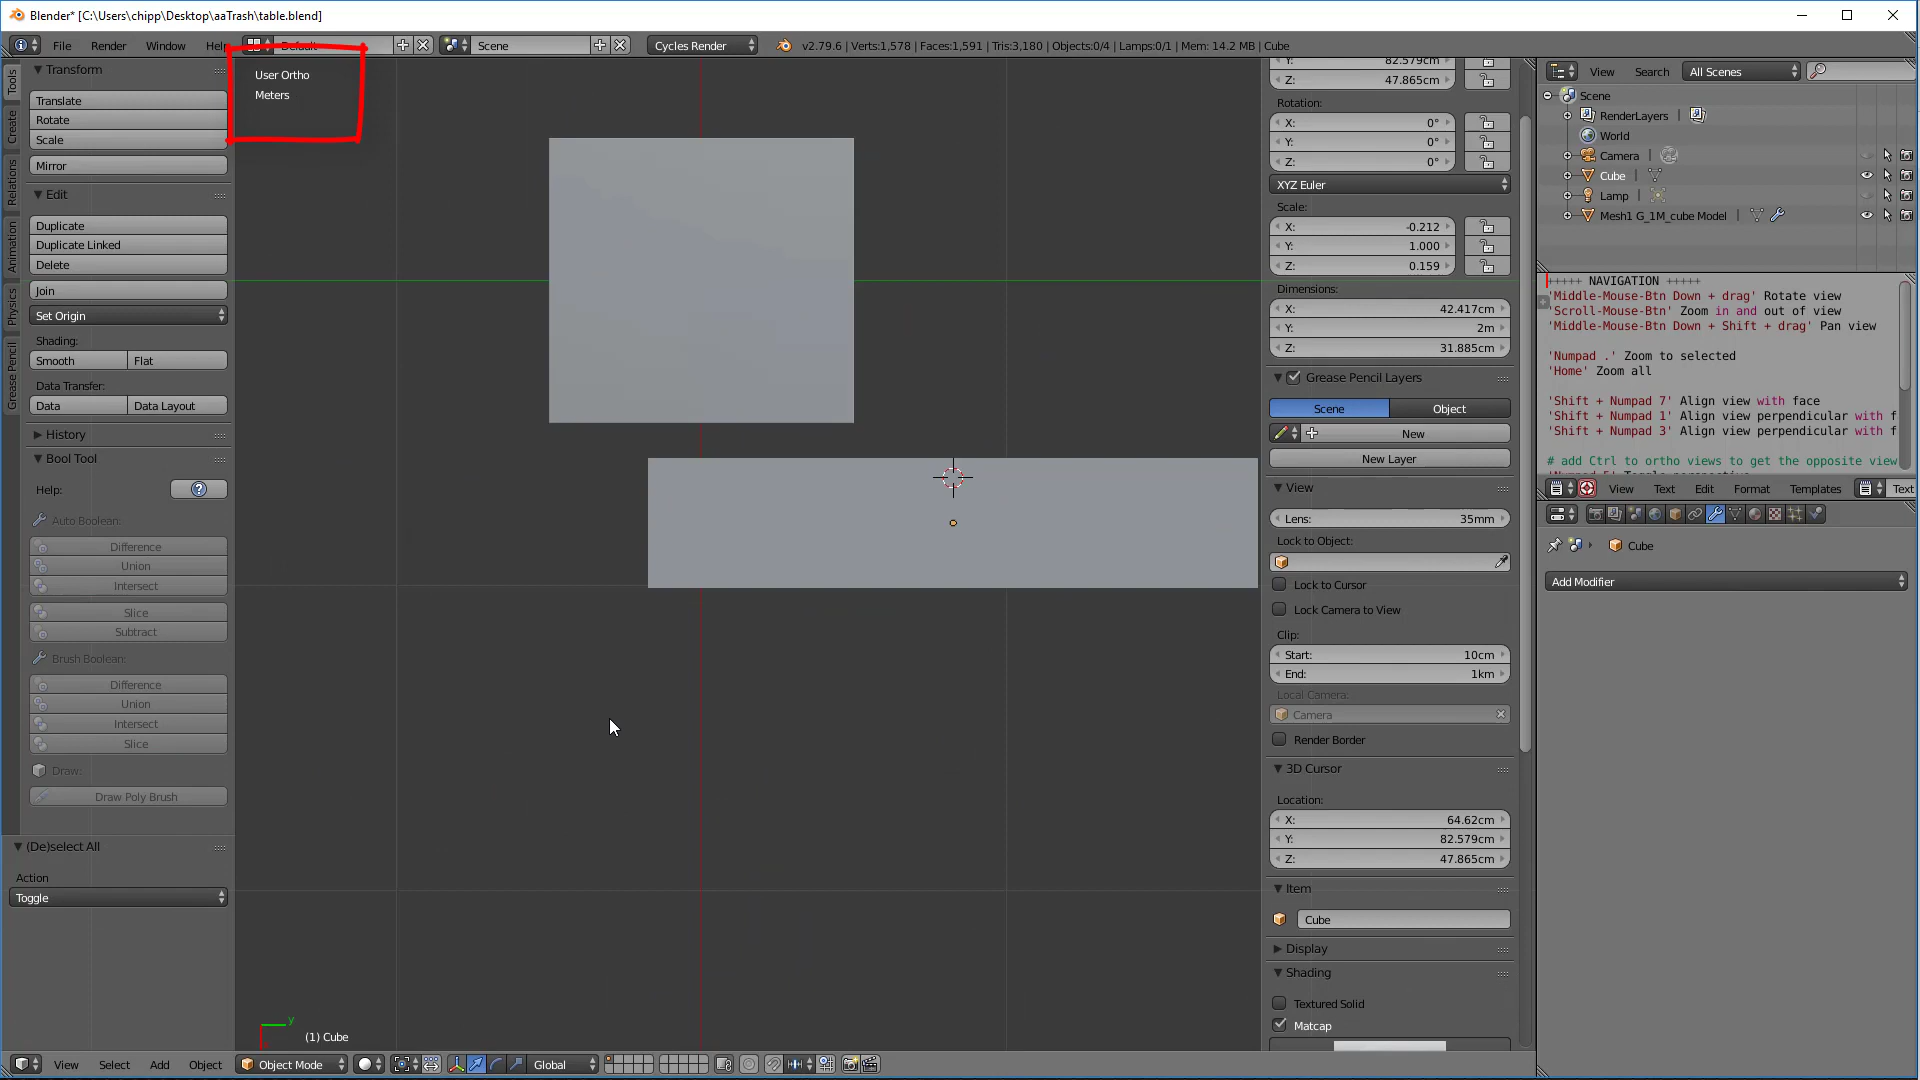 Blender* [C:\Users\chipp\Desktop\aaTrash\table.blend]
File Render Window Help Default Scene Cycles Render v2.79.6 | Verts:1,578 | Faces:1,591 | Tris:3,180 | Objects:0/4 | Lamps:0/1 | Mem: 14.2 MB | Cube
Tools
Create
Relations
Animation
Physics
Grease Pencil
Transform
Translate
Rotate
Scale
Mirror
Edit
Duplicate
Duplicate Linked
Delete
Join
Set Origin
Shading:
Smooth Flat
Data Transfer:
Data Data Layout
History
Bool Tool
Help:
Auto Boolean:
Difference
Union
Intersect
Slice
Subtract
Brush Boolean:
Difference
Union
Intersect
Slice
Draw:
Draw Poly Brush
(De)select All
Action
Toggle
User Ortho
Meters
y
(1) Cube
View Select Add Object Object Mode Global
Y: 82.579cm
Z: 47.865cm
Rotation:
X: 0°
Y: 0°
Z: 0°
XYZ Euler
Scale:
X: -0.212
Y: 1.000
Z: 0.159
Dimensions:
X: 42.417cm
Y: 2m
Z: 31.885cm
Grease Pencil Layers
Scene Object
New
New Layer
View
Lens: 35mm
Lock to Object:
Lock to Cursor
Lock Camera to View
Clip:
Start: 10cm
End: 1km
Local Camera:
Camera
Render Border
3D Cursor
Location:
X: 64.62cm
Y: 82.579cm
Z: 47.865cm
Item
Cube
Display
Shading
Textured Solid
Matcap
View Search All Scenes
Scene
RenderLayers
World
Camera
Cube
Lamp
Mesh1 G_1M_cube Model
+++++ NAVIGATION +++++
'Middle-Mouse-Btn Down + drag' Rotate view
'Scroll-Mouse-Btn' Zoom in and out of view
'Middle-Mouse-Btn Down + Shift + drag' Pan view
'Numpad .' Zoom to selected
'Home' Zoom all
'Shift + Numpad 7' Align view with face
'Shift + Numpad 1' Align view perpendicular with f
'Shift + Numpad 3' Align view perpendicular with f
# add Ctrl to ortho views to get the opposite view
View Text Edit Format Templates Text
Cube
Add Modifier